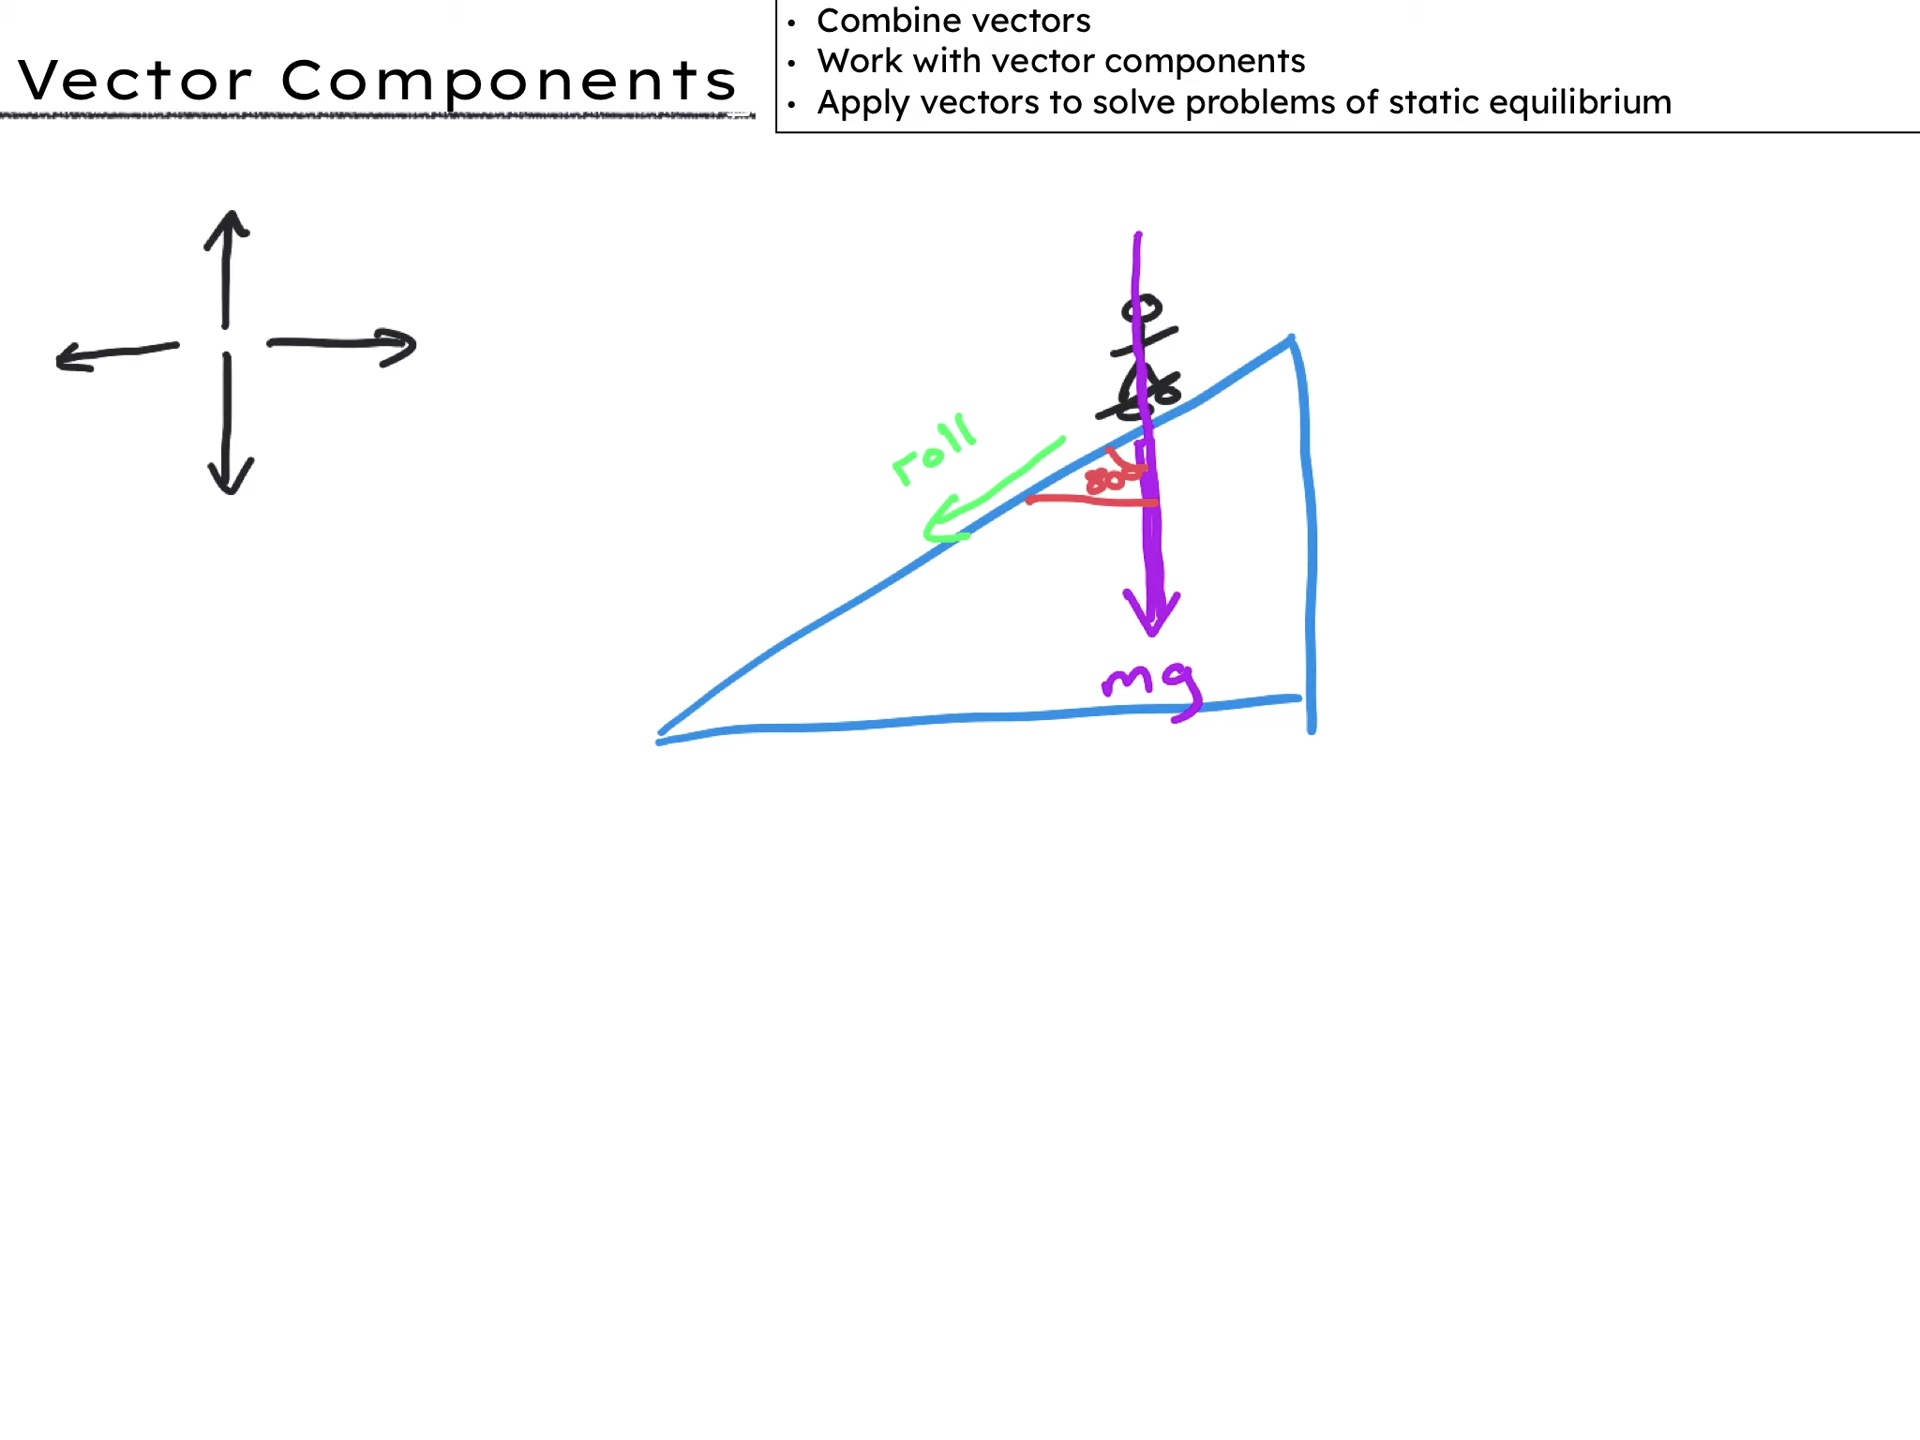 • Combine vectors
Vector Components
• Work with vector components
• Apply vectors to solve problems of static equilibrium
roll
mg